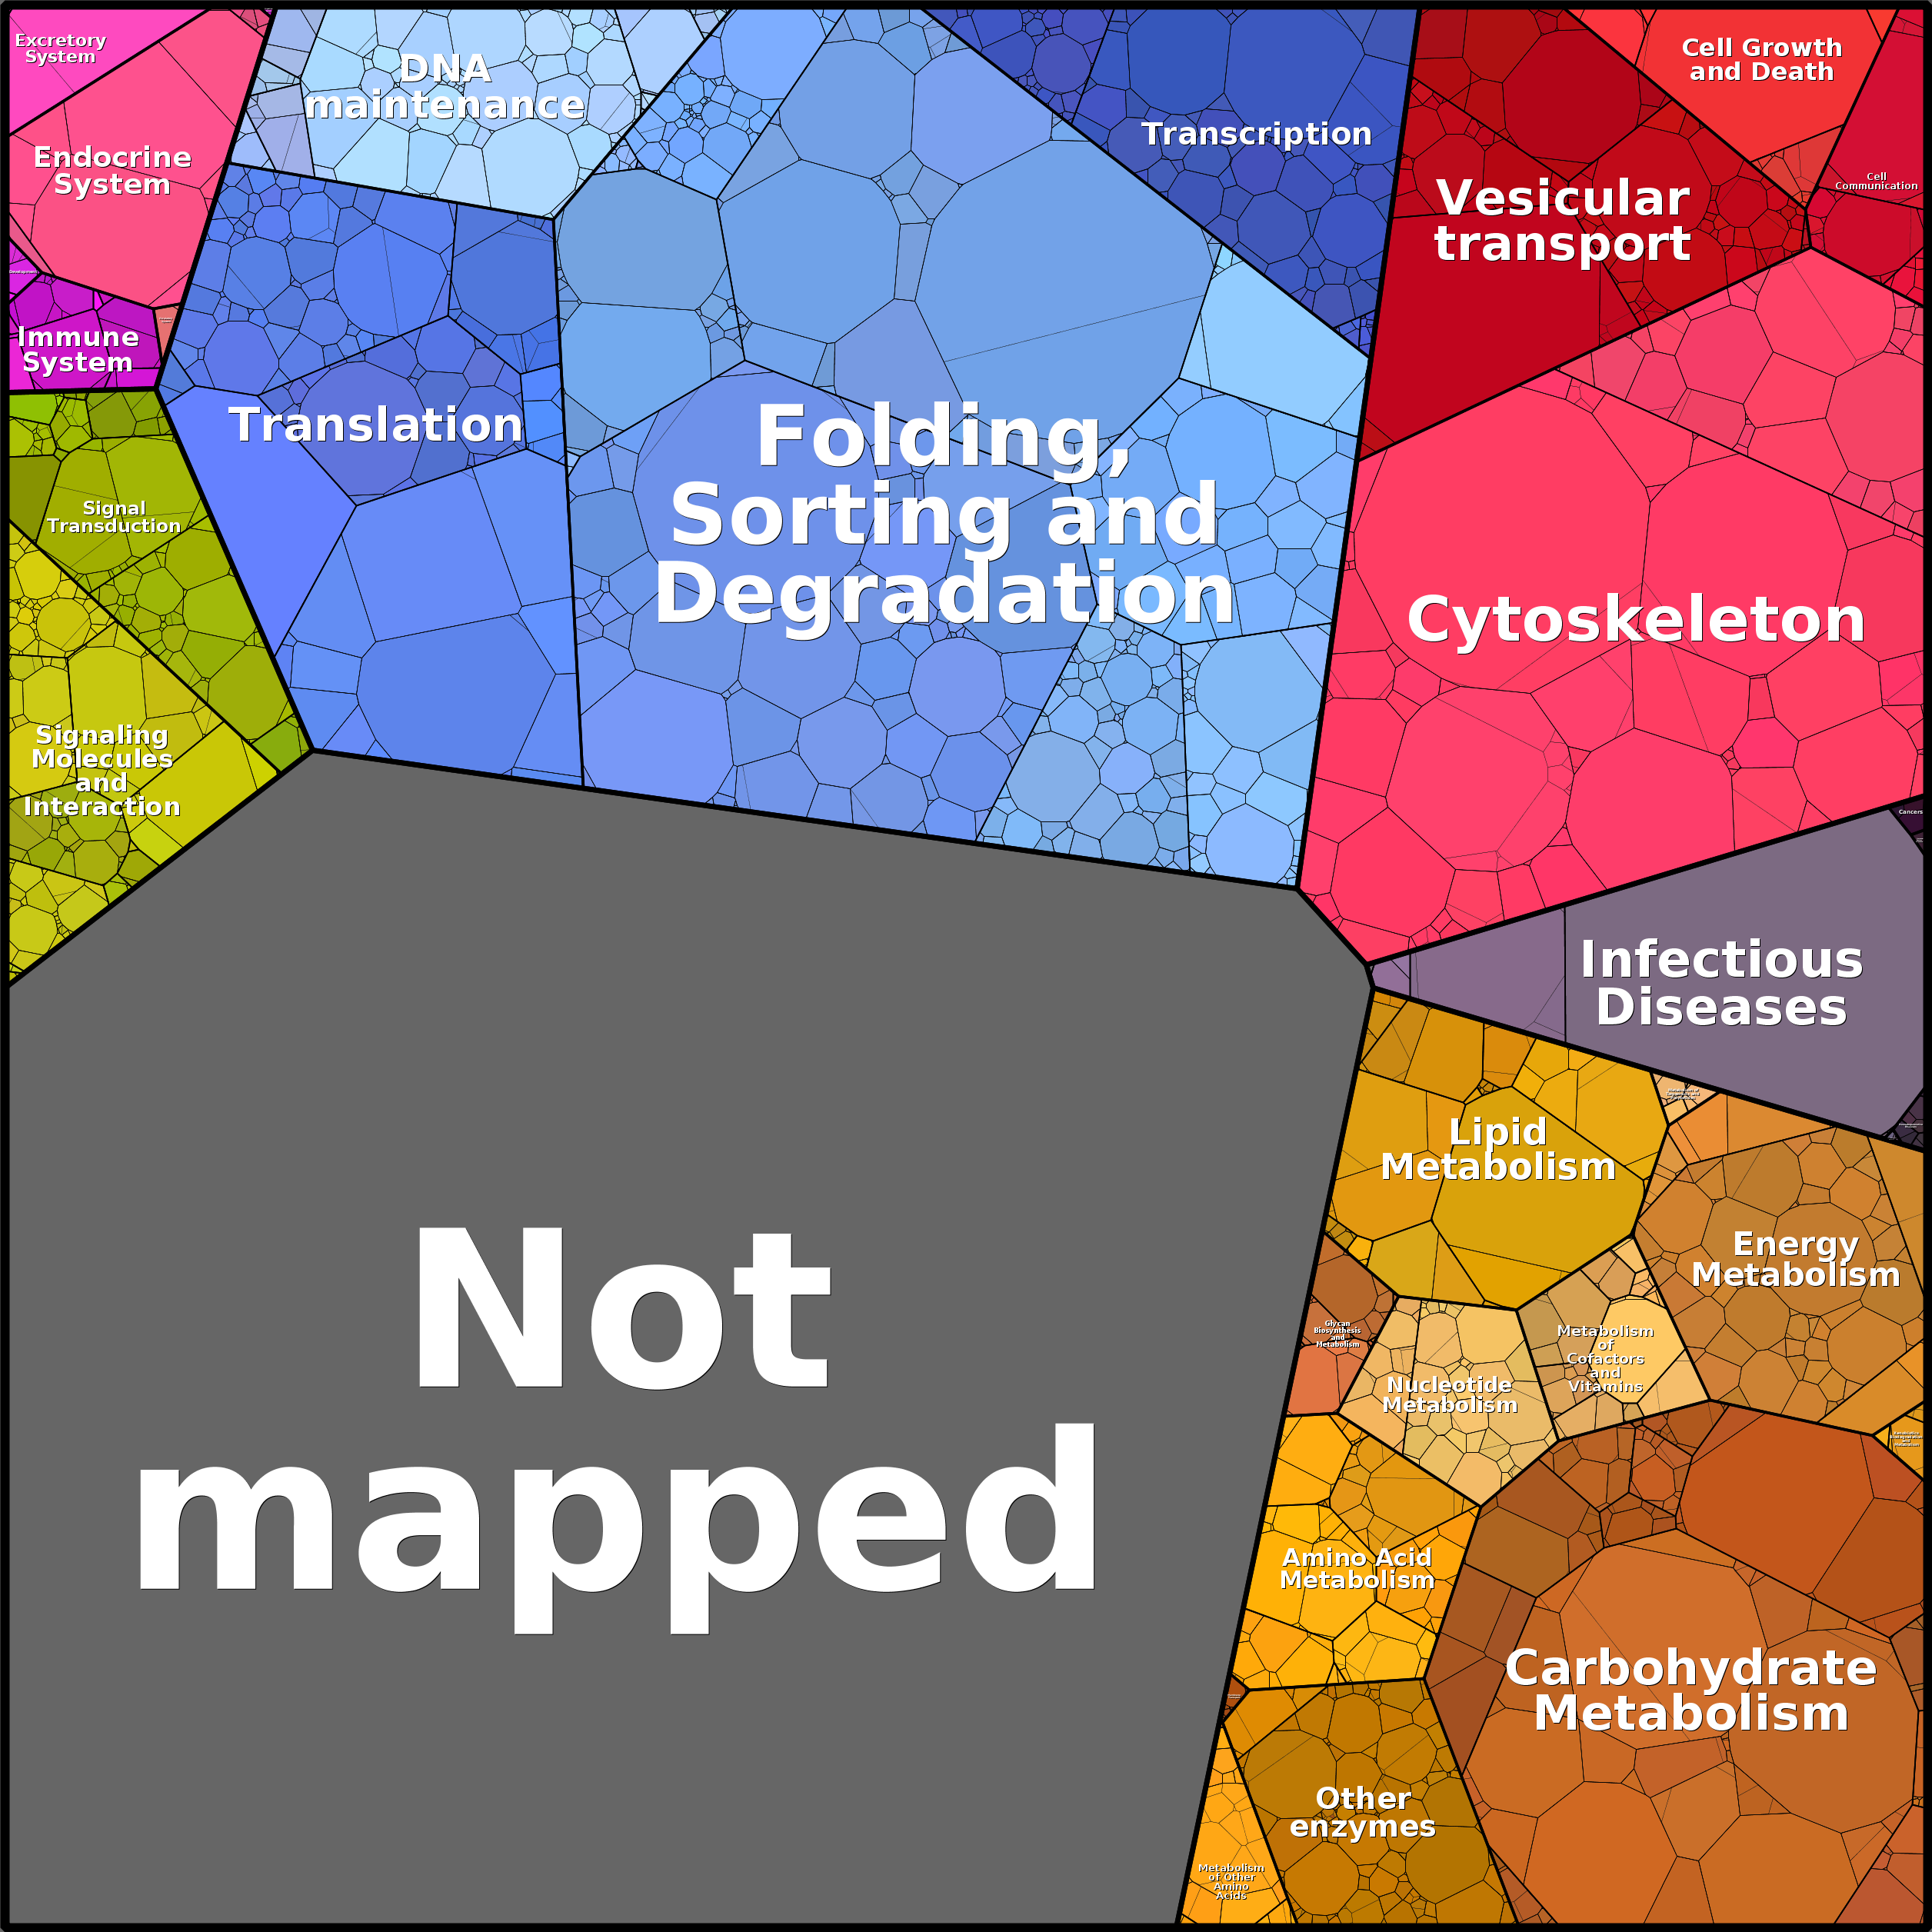 Excretory
System
DNA
maintenance
Endocrine
System
Immune
System
Transcription
Cell Growth
and Death
Cell
Communication
Vesicular
transport
Translation
Folding,
Sorting and
Degradation
Signal
Transduction
Cytoskeleton
Signaling
Molecules
and
Interaction
Cancers
Infectious
Diseases
Lipid
Metabolism
Energy
Metabolism
Glycan
Biosynthesis
and
Metabolism
Metabolism
of
Cofactors
and
Vitamins
Nucleotide
Metabolism
Not
mapped
Amino Acid
Metabolism
Carbohydrate
Metabolism
Other
enzymes
Metabolism
of Other
Amino
Acids